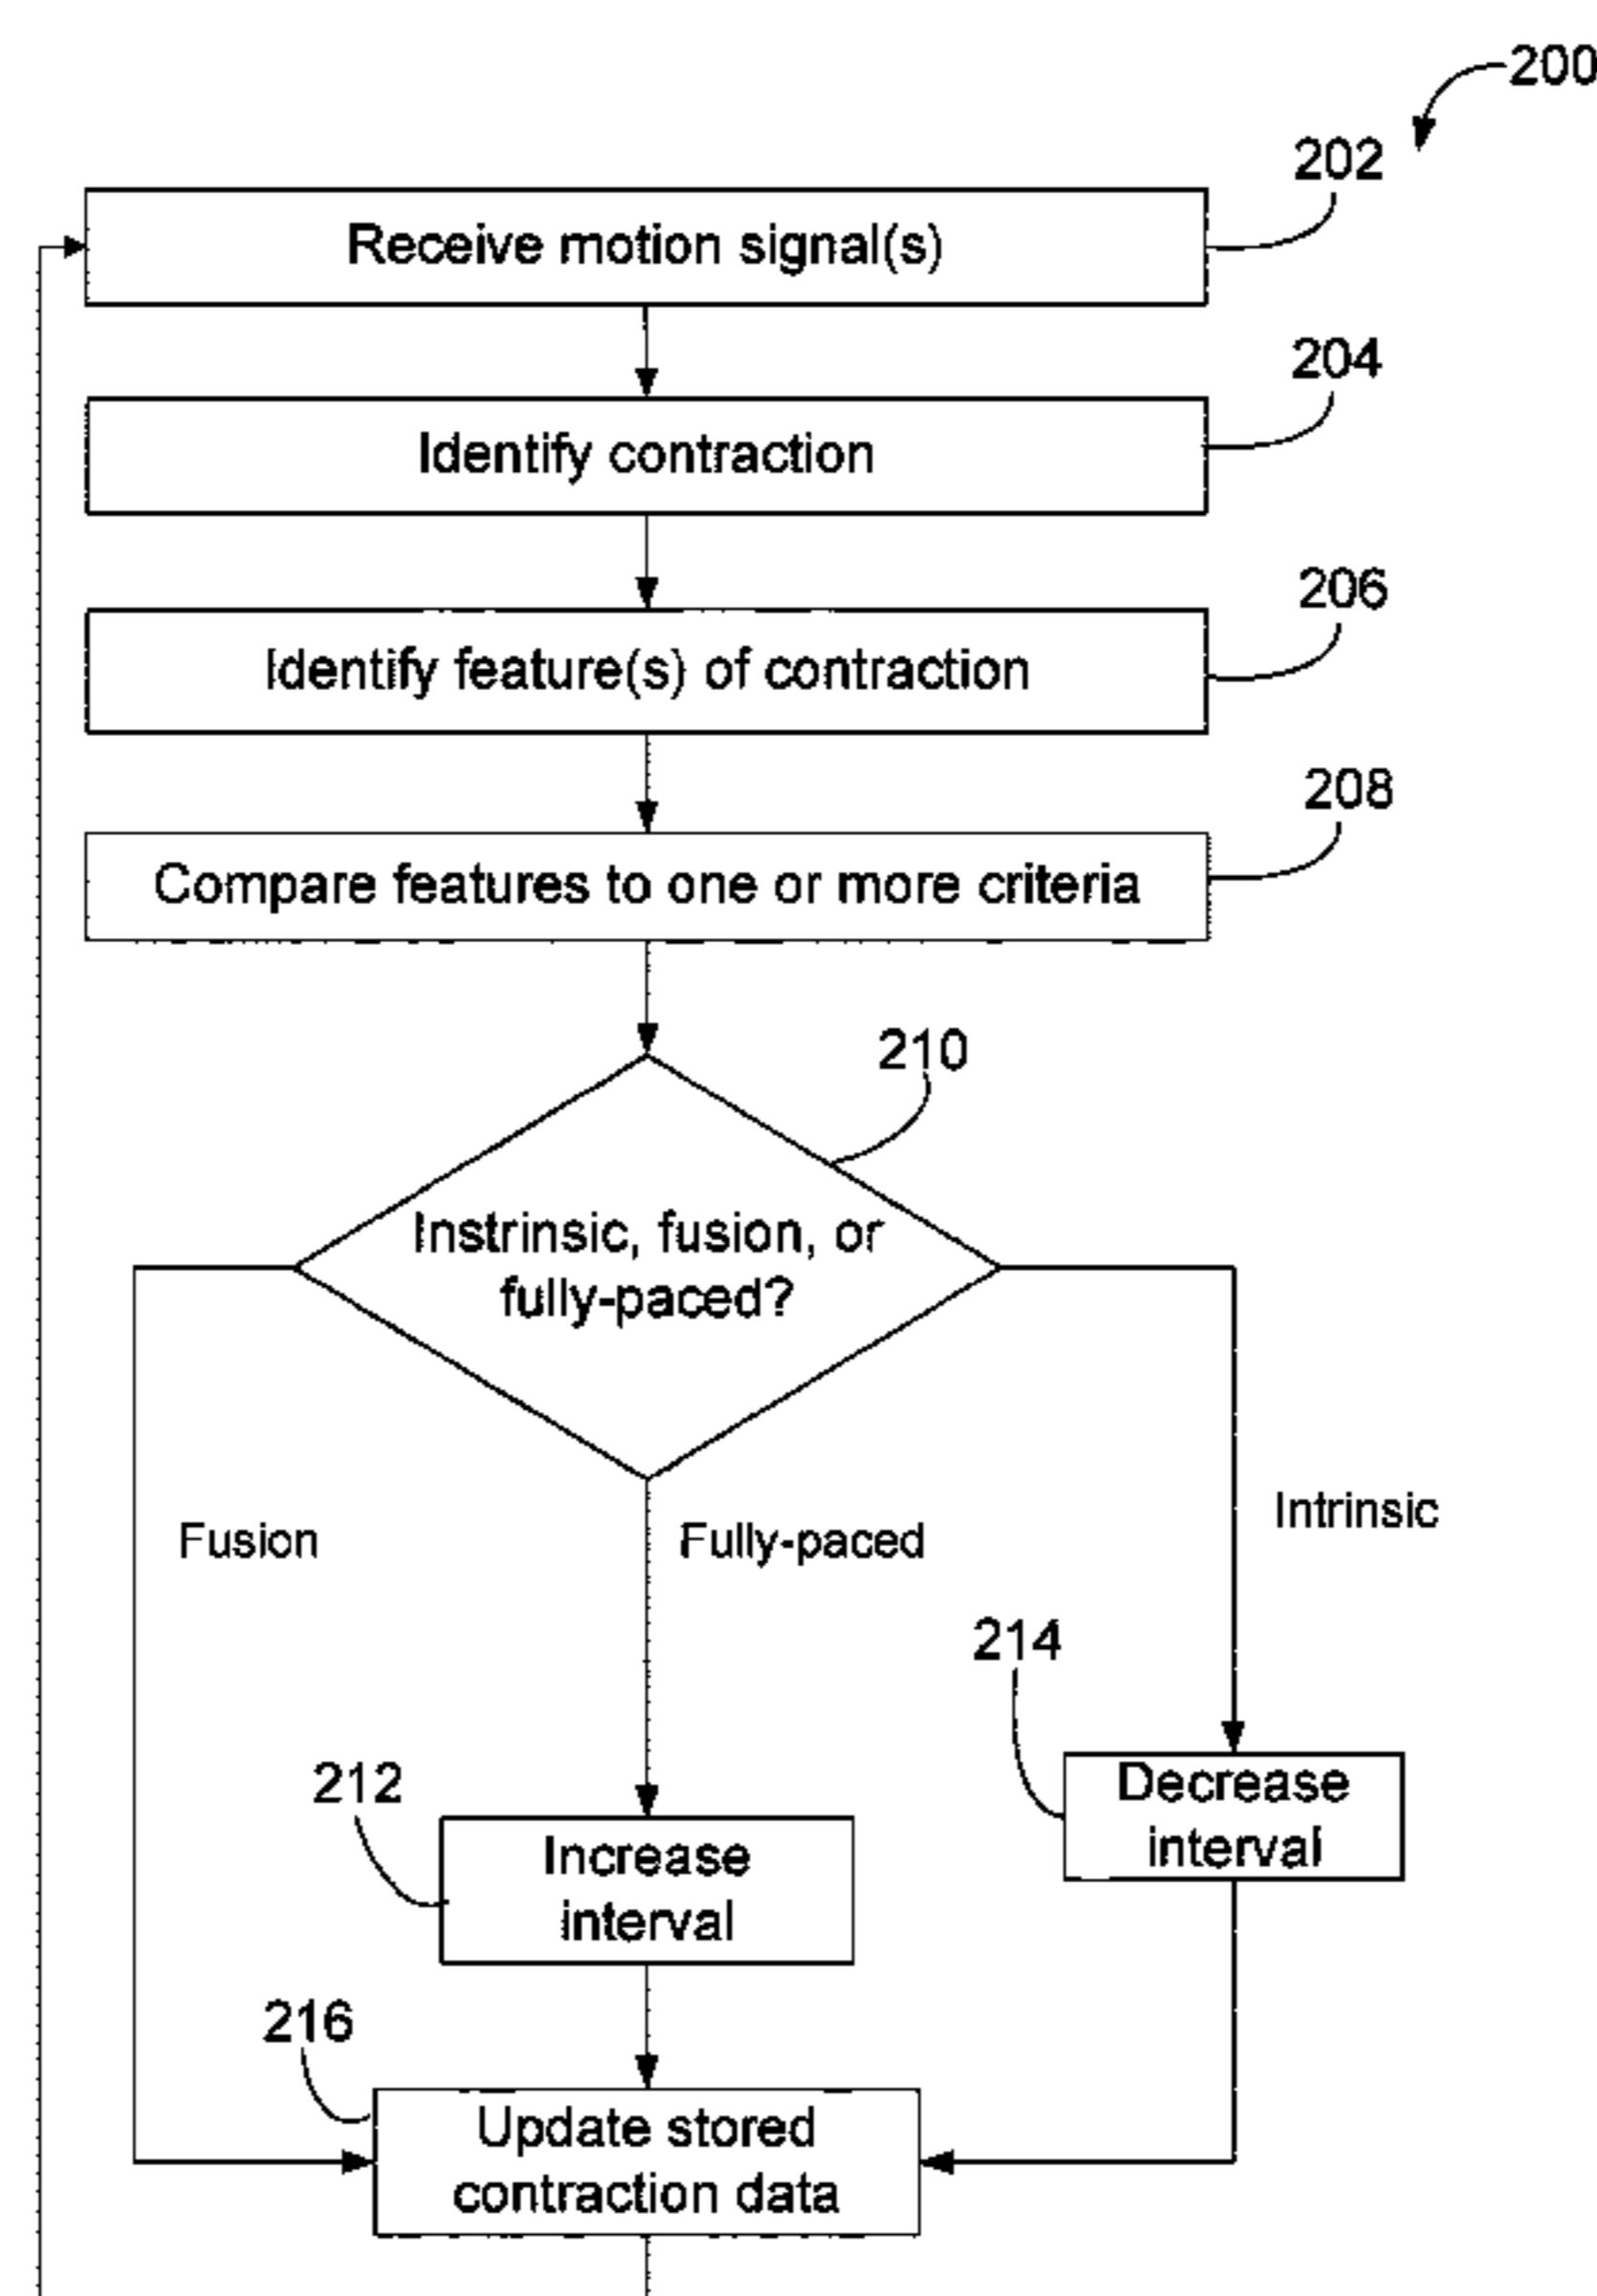 200
202
Receive motion signal(s)
204
Identify contraction
206
Identify feature(s) of contraction
208
Compare features to one or more criteria
210
Instrinsic, fusion, or
fully-paced?
Fusion
Fully-paced
Intrinsic
214
Decrease
interval
212
Increase
interval
216
Update stored
contraction data